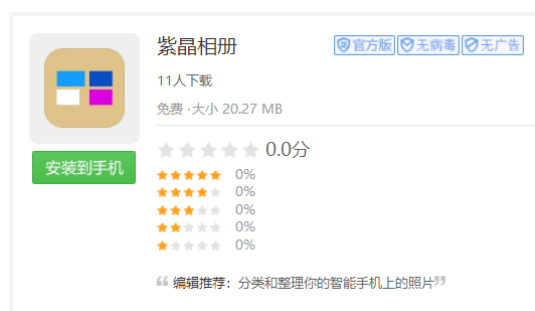 紫晶相册
官方版 无病毒 无广告
11人下载
免费 ·大小 20.27 MB
安装到手机
0.0分
0%
0%
0%
0%
0%
“ 编辑推荐：分类和整理你的智能手机上的照片 ”